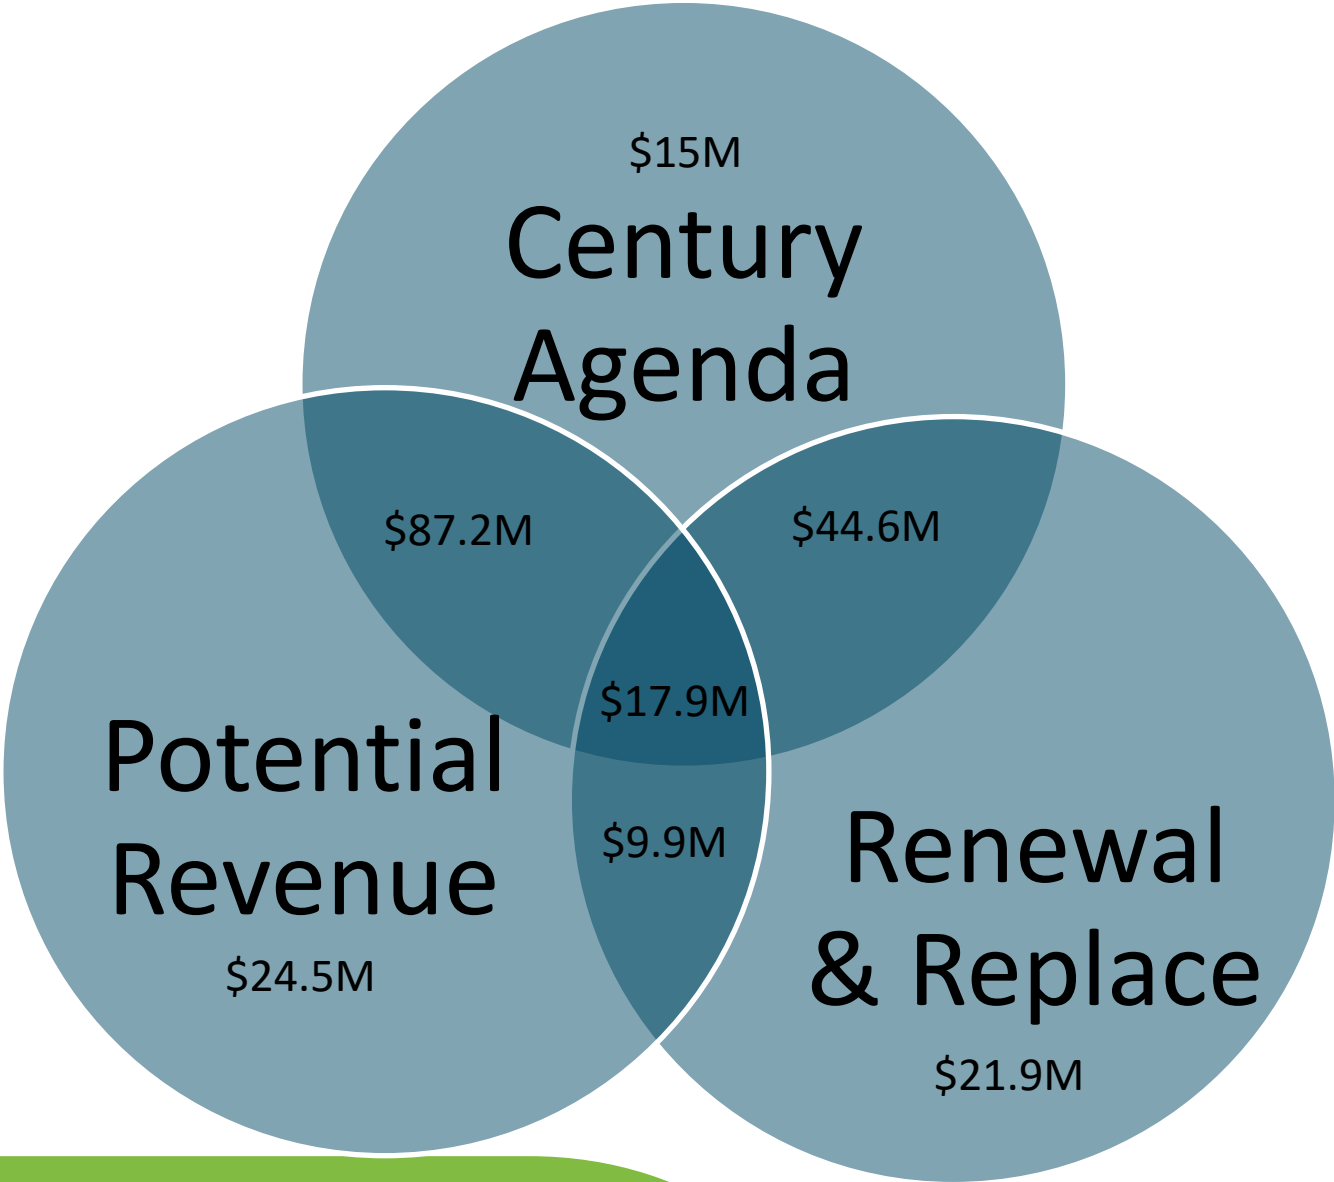 $15M
Century
Agenda
$87.2M
$44.6M
$17.9M
Potential
Revenue
$24.5M
$9.9M
Renewal
& Replace
$21.9M